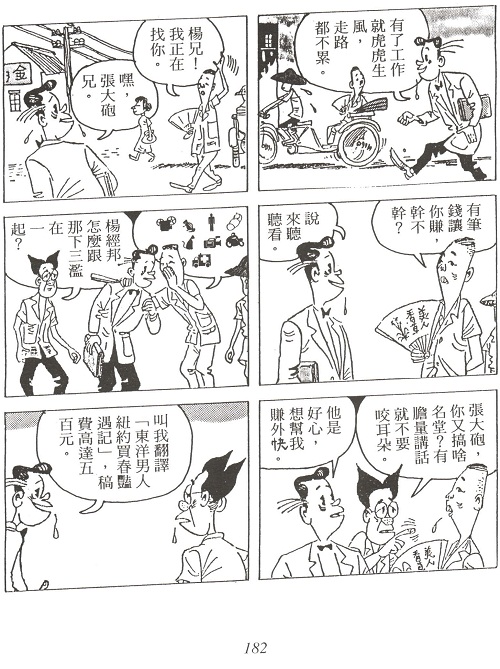 有了工作
就虎虎生
風，
走路
都不累。
楊兄！
我正在
找你。
嘿，
張大砲
兄。
金
有筆
錢讓
你賺，
幹不
幹？
說
來聽
聽看。
楊經邦
怎麼跟
那下三濫
在
一
起？
張大砲，
你又搞啥
名堂？有
膽量講話
就不要
咬耳朵。
他是
好心，
想幫我
賺外快。
叫我翻譯
「東洋男人
紐約買春豔
遇記」，稿
費高達五
百元。
182